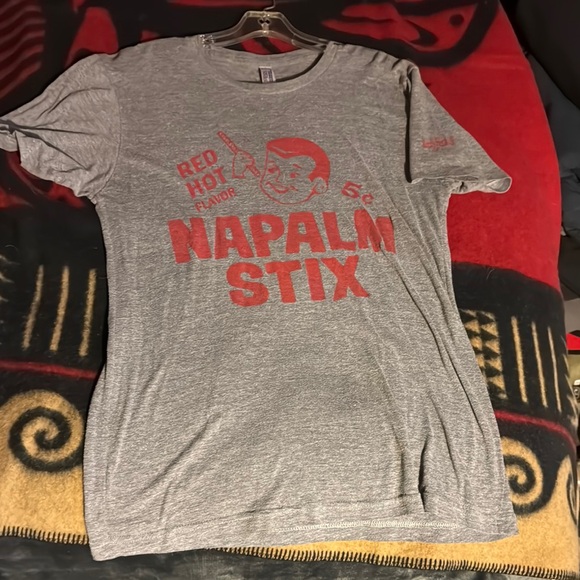 RED
HOT
FLAVOR
5¢
NAPALM
STIX